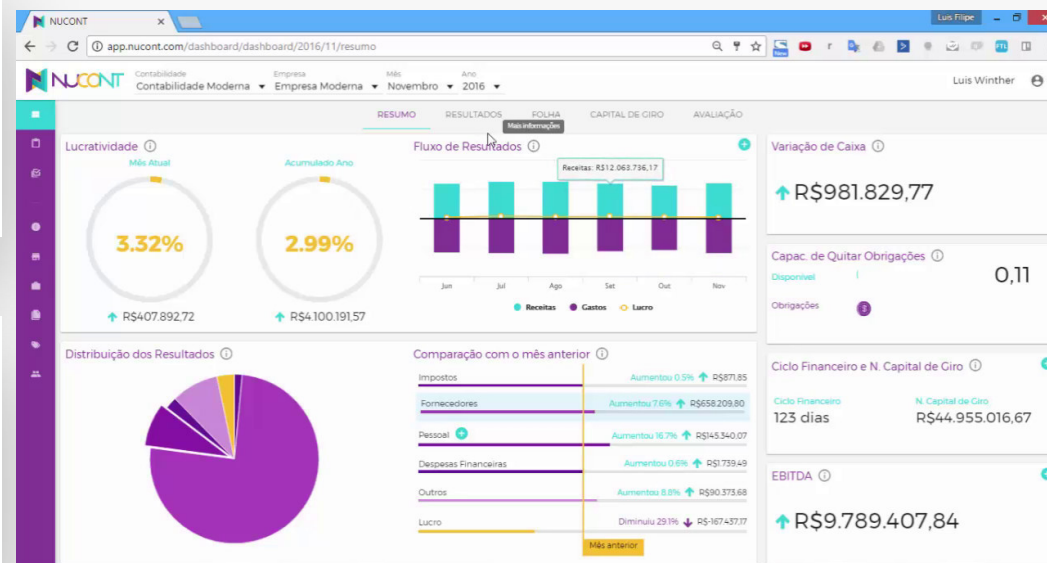 NUCONT
Luis Filipe
app.nucont.com/dashboard/dashboard/2016/11/resumo
New
NUCONT
Contabilidade
Contabilidade Moderna
Empresa
Empresa Moderna
Mês
Novembro
Ano
2016
Luis Winther
RESUMO
RESULTADOS
FOLHA
CAPITAL DE GIRO
AVALIAÇÃO
Mais informações
Lucratividade
Mês Atual
Acumulado Ano
3.32%
2.99%
R$407.892,72
R$4.100.191,57
Fluxo de Resultados
Receitas: R$12.063.736,17
Jun
Jul
Ago
Set
Out
Nov
Receitas
Gastos
Lucro
Variação de Caixa
R$981.829,77
Capac. de Quitar Obrigações
Disponível
0,11
Obrigações
Distribuição dos Resultados
Comparação com o mês anterior
Impostos
Aumentou 0.5%
R$871,85
Fornecedores
Aumentou 7.6%
R$658.209,80
Pessoal
Aumentou 16.7%
R$145.340,07
Despesas Financeiras
Aumentou 0.6%
R$1.739,49
Outros
Aumentou 8.8%
R$90.373,68
Lucro
Diminuiu 29.1%
R$-167.437,17
Mês anterior
Ciclo Financeiro e N. Capital de Giro
Ciclo Financeiro
123 dias
N. Capital de Giro
R$44.955.016,67
EBITDA
R$9.789.407,84